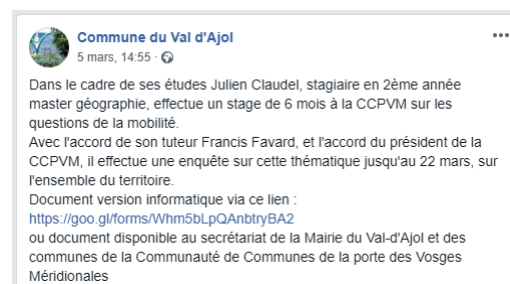 Commune du Val d'Ajol
5 mars, 14:55 ·
Dans le cadre de ses études Julien Claudel, stagiaire en 2ème année
master géographie, effectue un stage de 6 mois à la CCPVM sur les
questions de la mobilité.
Avec l'accord de son tuteur Francis Favard, et l'accord du président de la
CCPVM, il effectue une enquête sur cette thématique jusqu'au 22 mars, sur
l'ensemble du territoire.
Document version informatique via ce lien :
https://goo.gl/forms/Whm5bLpQAnbtryBA2
ou document disponible au secrétariat de la Mairie du Val-d'Ajol et des
communes de la Communauté de Communes de la porte des Vosges
Méridionales